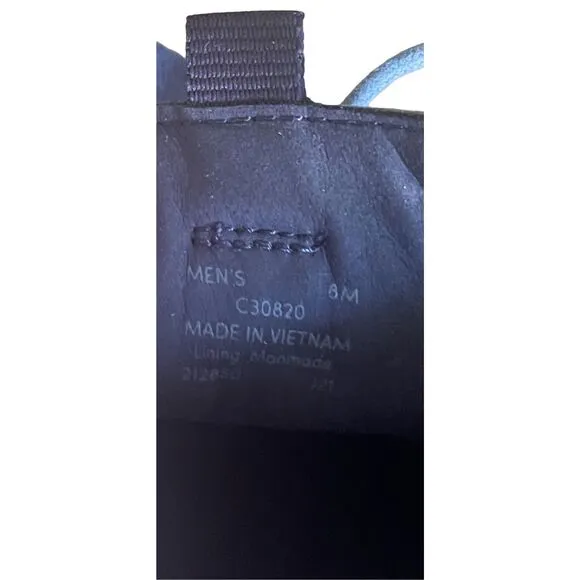 MEN'S 8M
C30820
MADE IN VIETNAM
Lining: Manmade